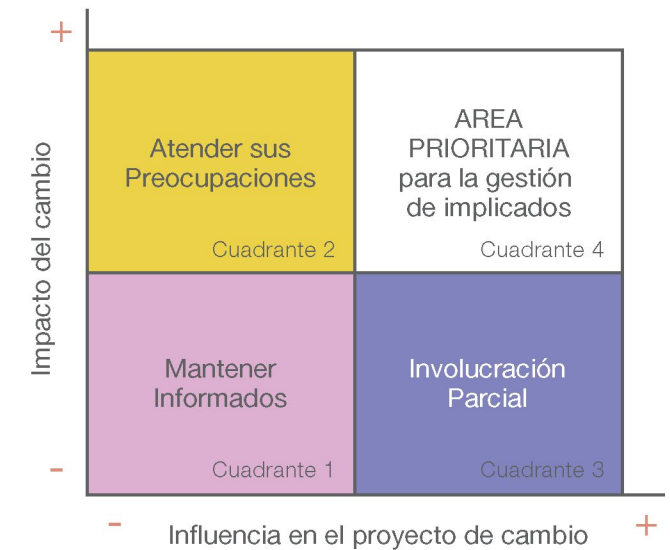 +
Impacto del cambio
Atender sus
Preocupaciones
Cuadrante 2
AREA
PRIORITARIA
para la gestión
de implicados
Cuadrante 4
Mantener
Informados
Cuadrante 1
Involucración
Parcial
Cuadrante 3
-
-
Influencia en el proyecto de cambio
+